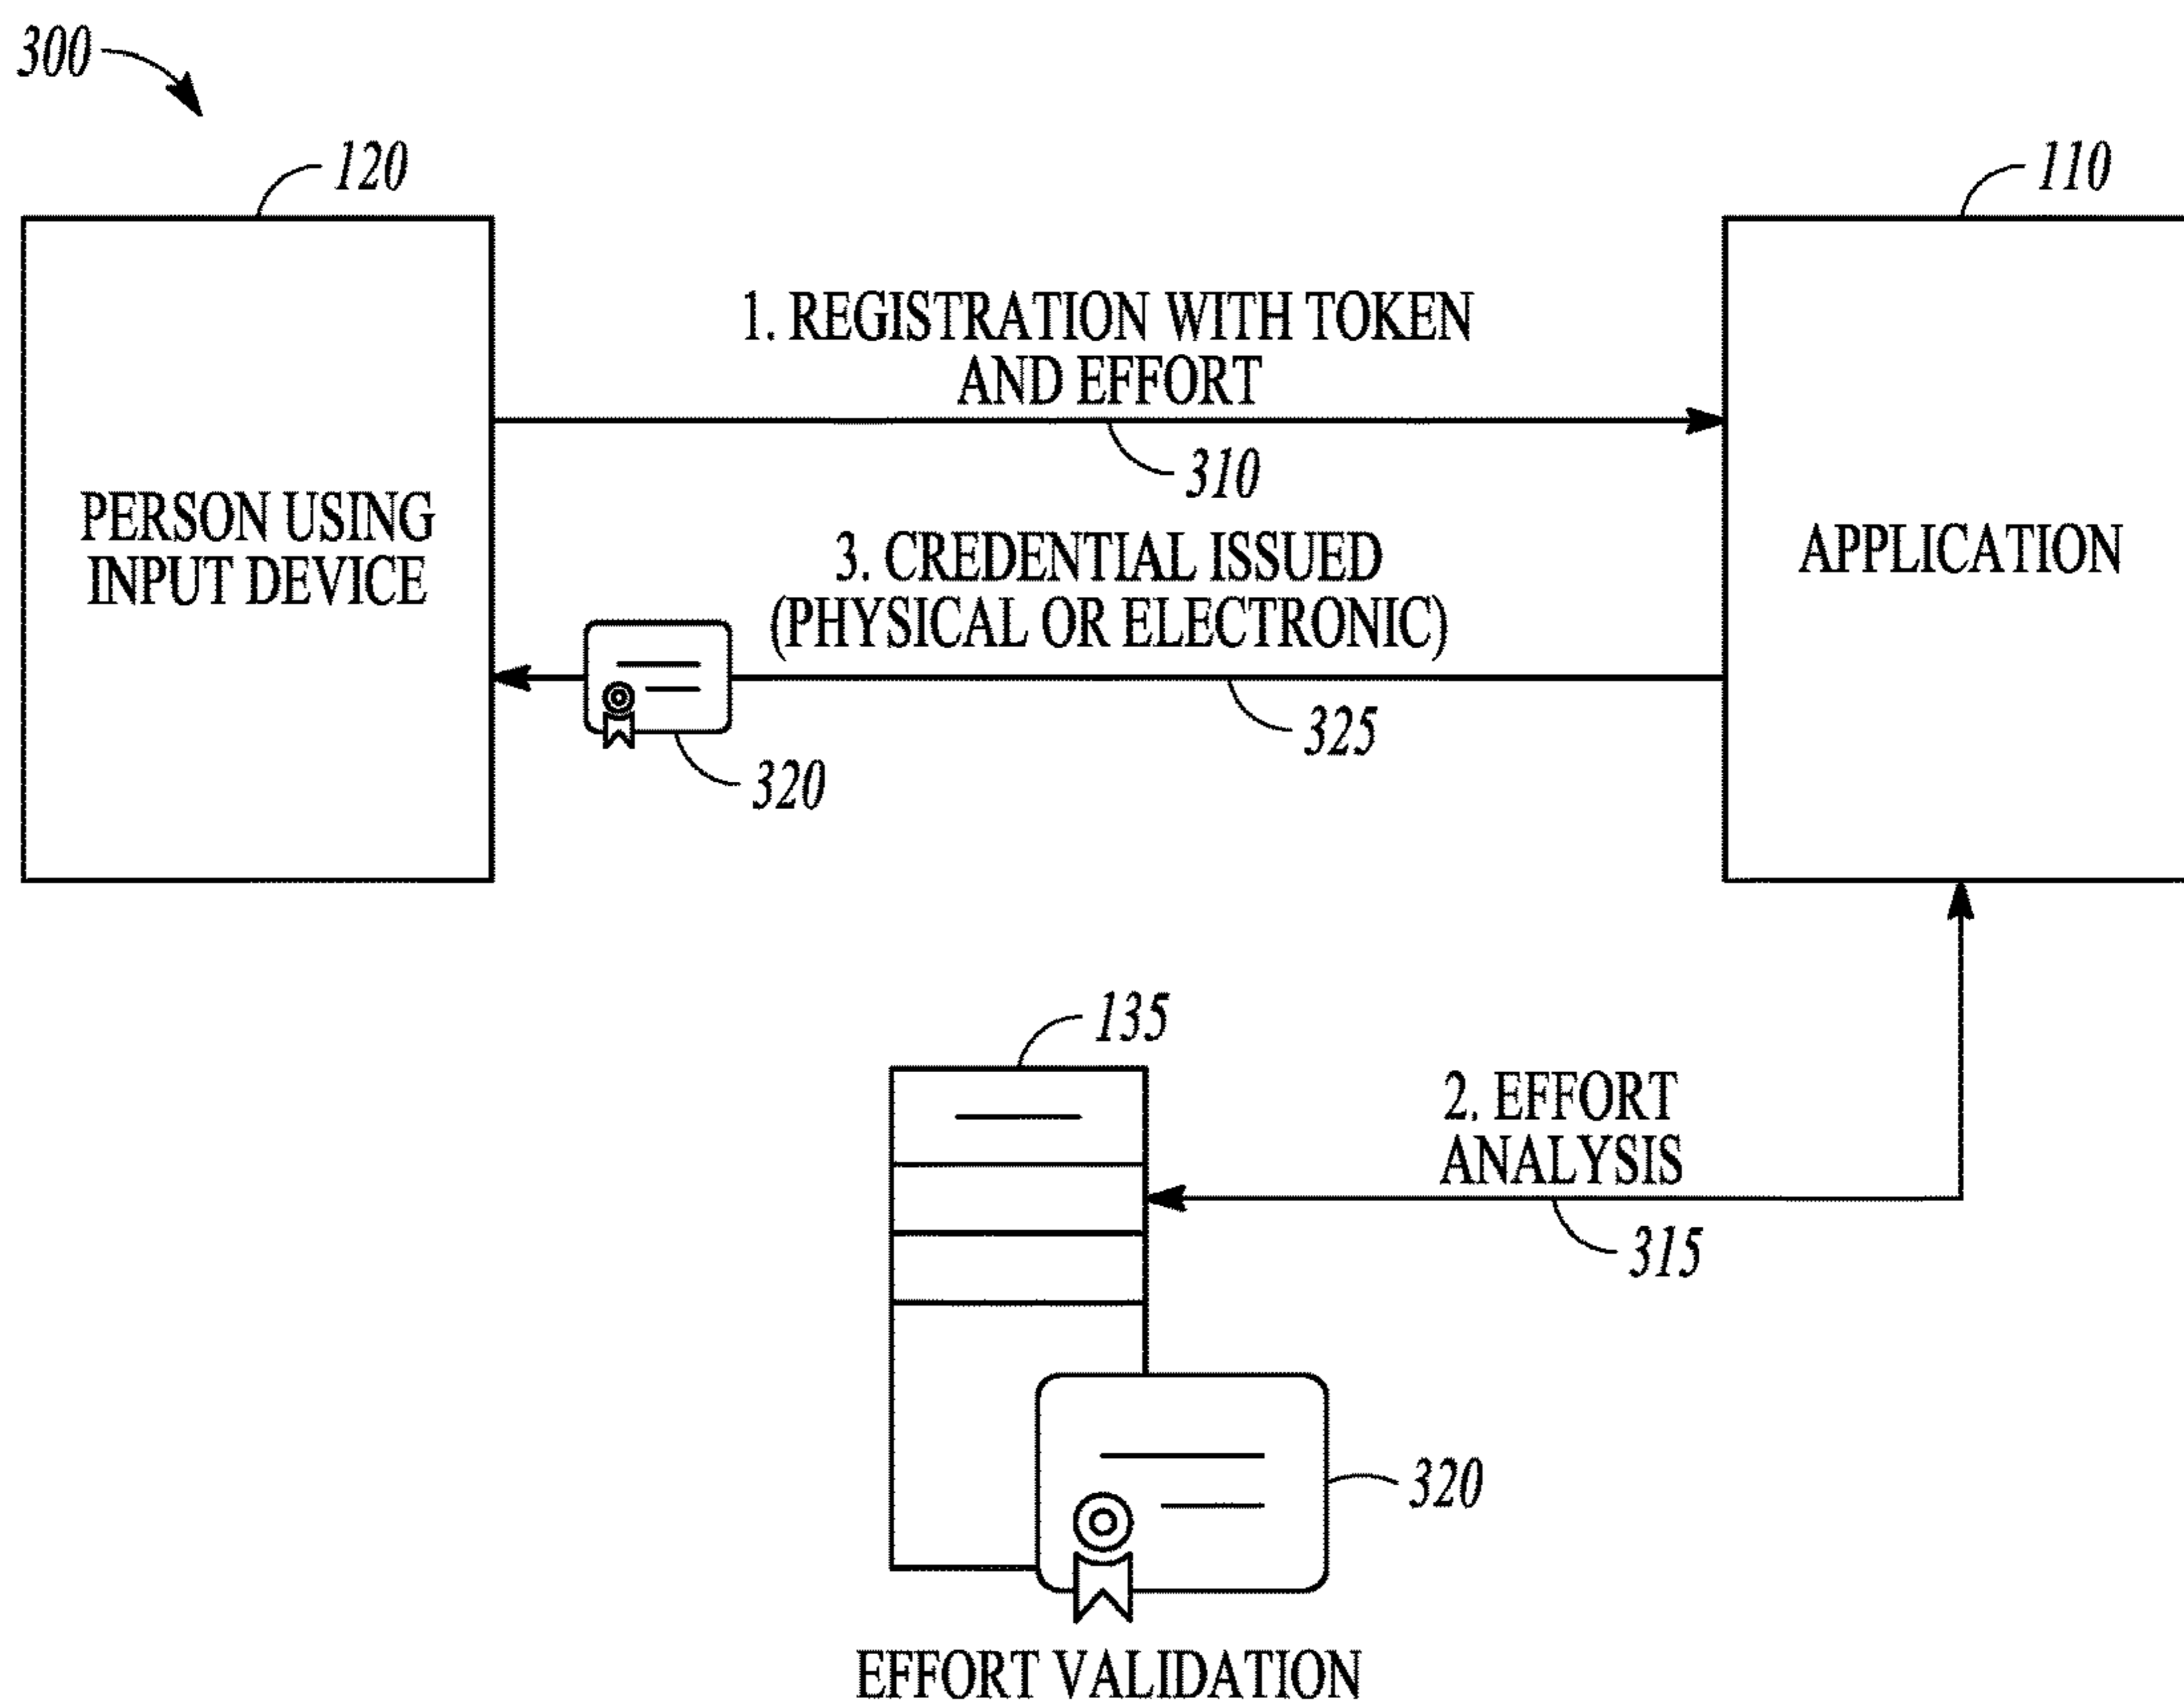 300
120
110
1. REGISTRATION WITH TOKEN
AND EFFORT
310
PERSON USING
INPUT DEVICE
3. CREDENTIAL ISSUED
(PHYSICAL OR ELECTRONIC)
APPLICATION
325
320
135
2. EFFORT
ANALYSIS
315
320
EFFORT VALIDATION